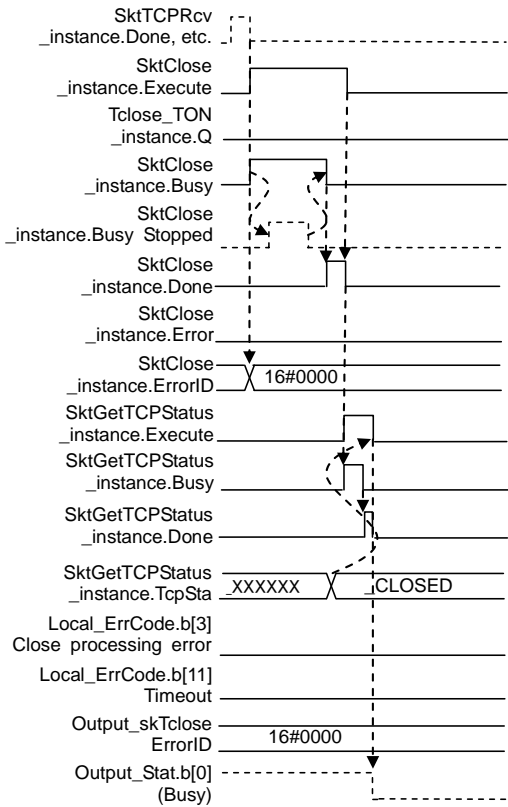 SktTCPRcv
_instance.Done, etc.
SktClose
_instance.Execute
Tclose_TON
_instance.Q
SktClose
_instance.Busy
SktClose
_instance.Busy Stopped
SktClose
_instance.Done
SktClose
_instance.Error
SktClose
_instance.ErrorID
16#0000
SktGetTCPStatus
_instance.Execute
SktGetTCPStatus
_instance.Busy
SktGetTCPStatus
_instance.Done
SktGetTCPStatus
_instance.TcpSta
_XXXXXX
_CLOSED
Local_ErrCode.b[3]
Close processing error
Local_ErrCode.b[11]
Timeout
Output_skTclose
ErrorID
16#0000
Output_Stat.b[0]
(Busy)